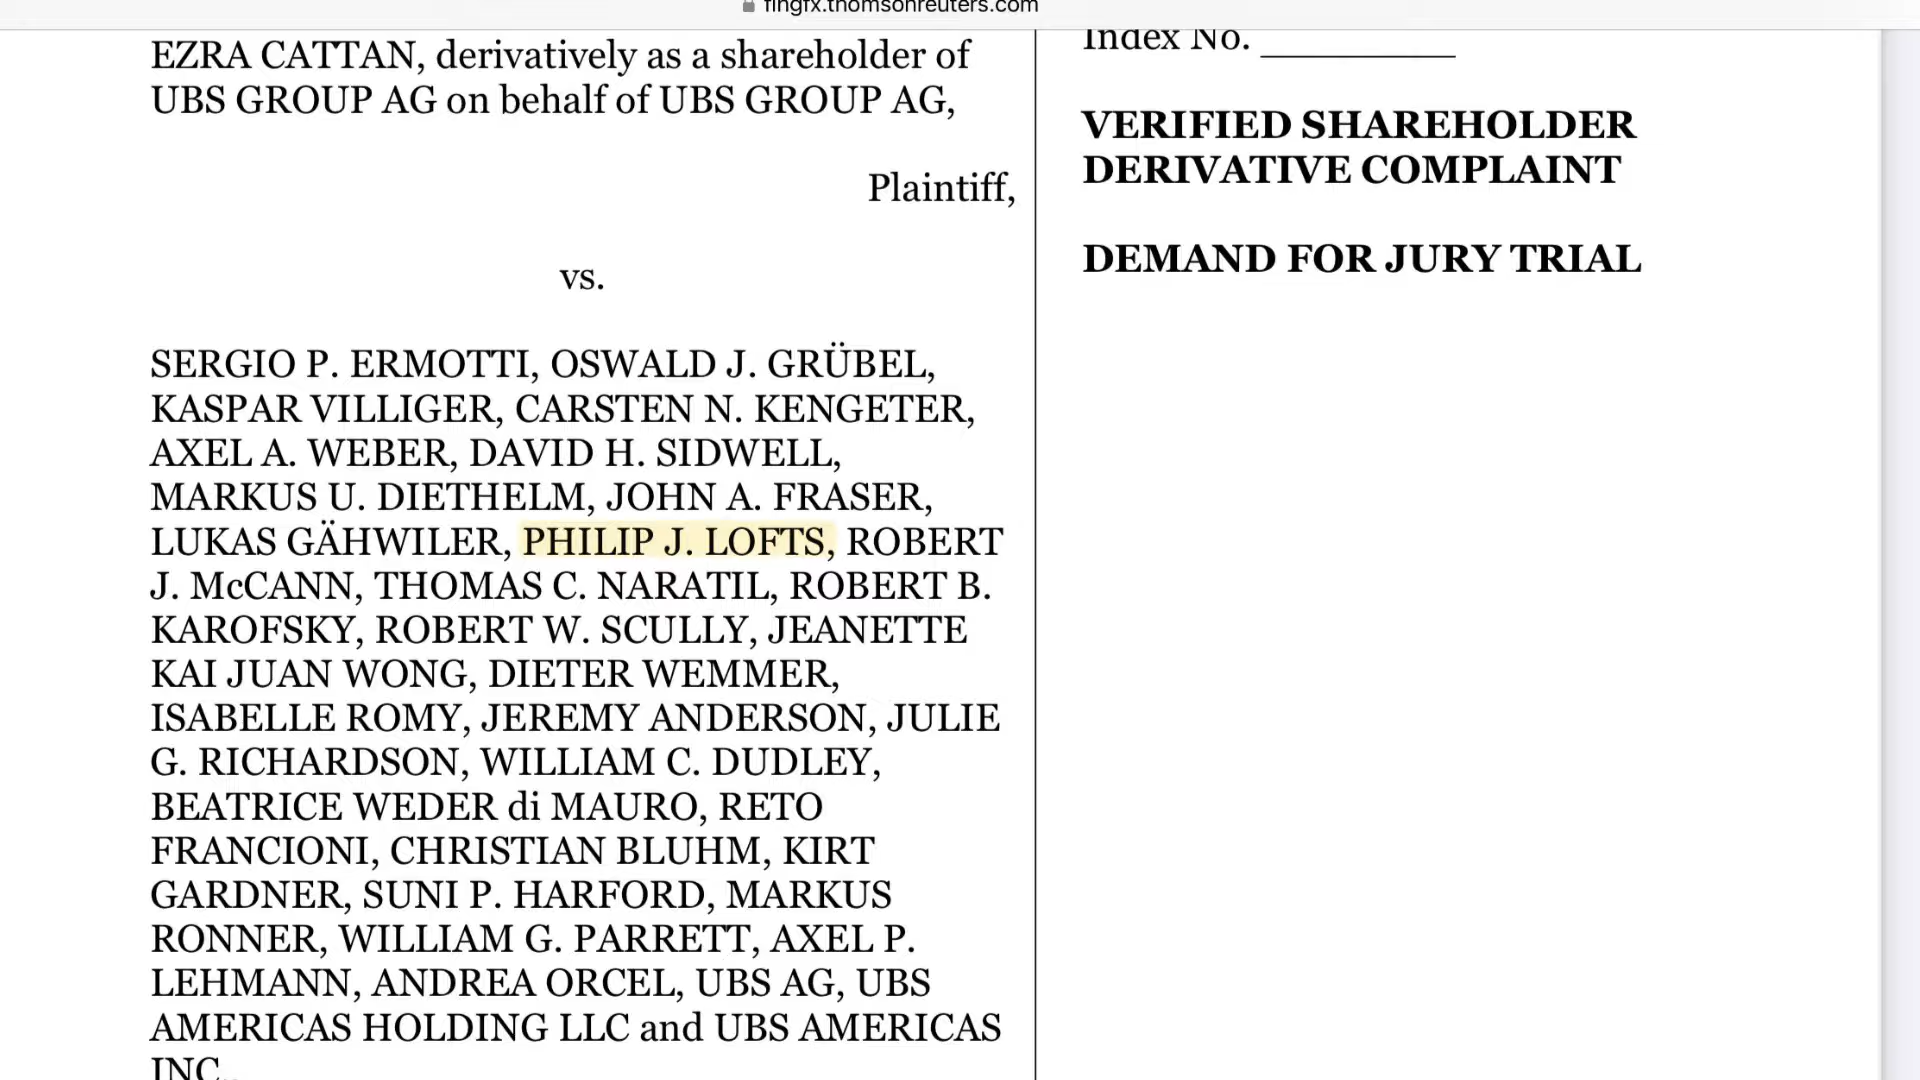 fingfx.thomsonreuters.com
EZRA CATTAN, derivatively as a shareholder of
UBS GROUP AG on behalf of UBS GROUP AG,
Plaintiff,
vs.
SERGIO P. ERMOTTI, OSWALD J. GRÜBEL,
KASPAR VILLIGER, CARSTEN N. KENGETER,
AXEL A. WEBER, DAVID H. SIDWELL,
MARKUS U. DIETHELM, JOHN A. FRASER,
LUKAS GÄHWILER, PHILIP J. LOFTS, ROBERT
J. McCANN, THOMAS C. NARATIL, ROBERT B.
KAROFSKY, ROBERT W. SCULLY, JEANETTE
KAI JUAN WONG, DIETER WEMMER,
ISABELLE ROMY, JEREMY ANDERSON, JULIE
G. RICHARDSON, WILLIAM C. DUDLEY,
BEATRICE WEDER di MAURO, RETO
FRANCIONI, CHRISTIAN BLUHM, KIRT
GARDNER, SUNI P. HARFORD, MARKUS
RONNER, WILLIAM G. PARRETT, AXEL P.
LEHMANN, ANDREA ORCEL, UBS AG, UBS
AMERICAS HOLDING LLC and UBS AMERICAS
INC.,
Index No. __________
VERIFIED SHAREHOLDER
DERIVATIVE COMPLAINT
DEMAND FOR JURY TRIAL